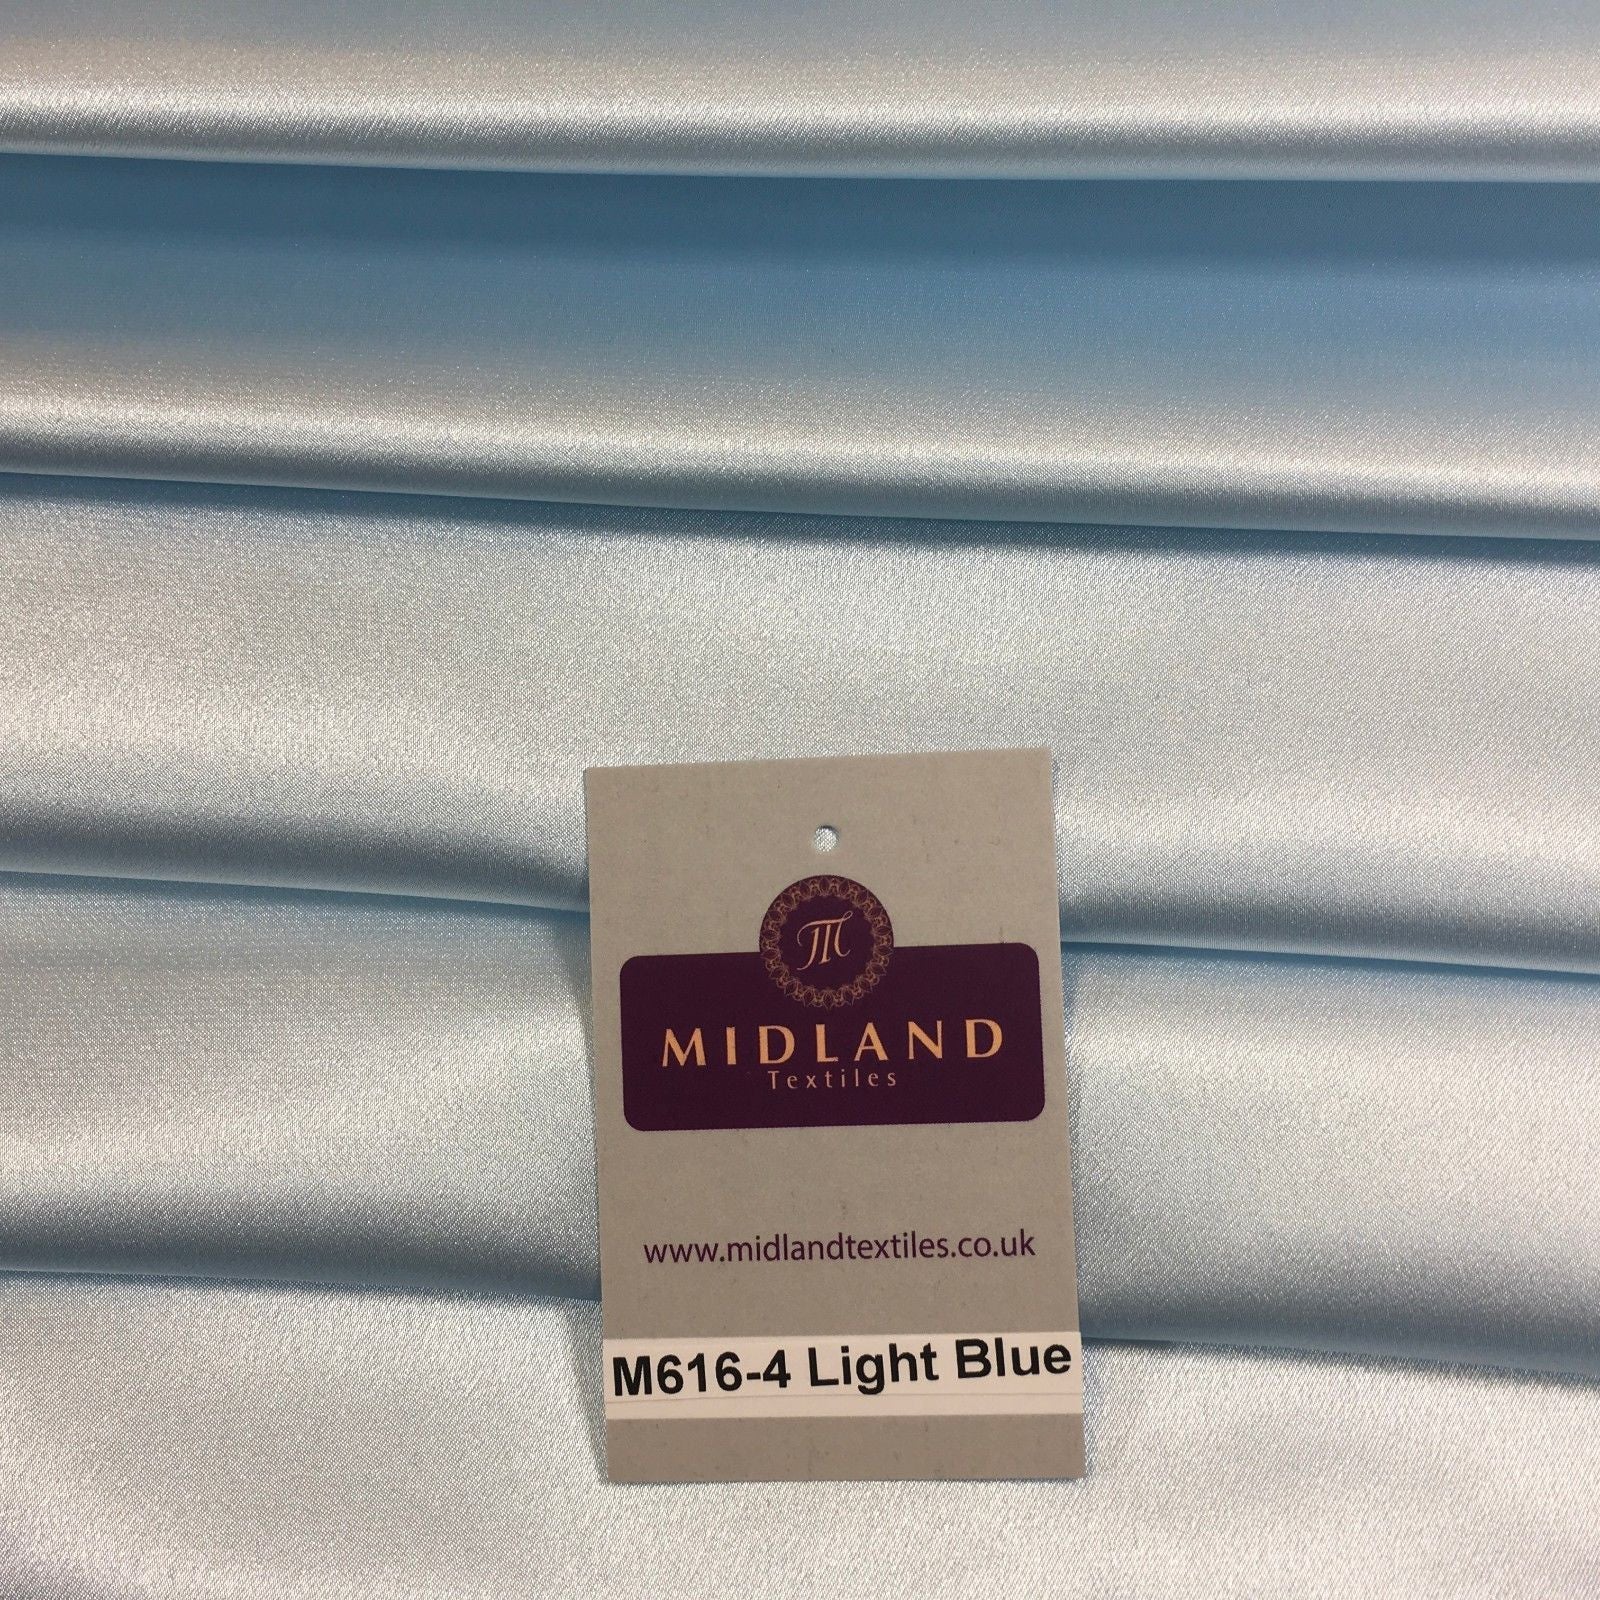 M
MIDLAND
Textiles
www.midlandtextiles.co.uk
M616-4 Light Blue